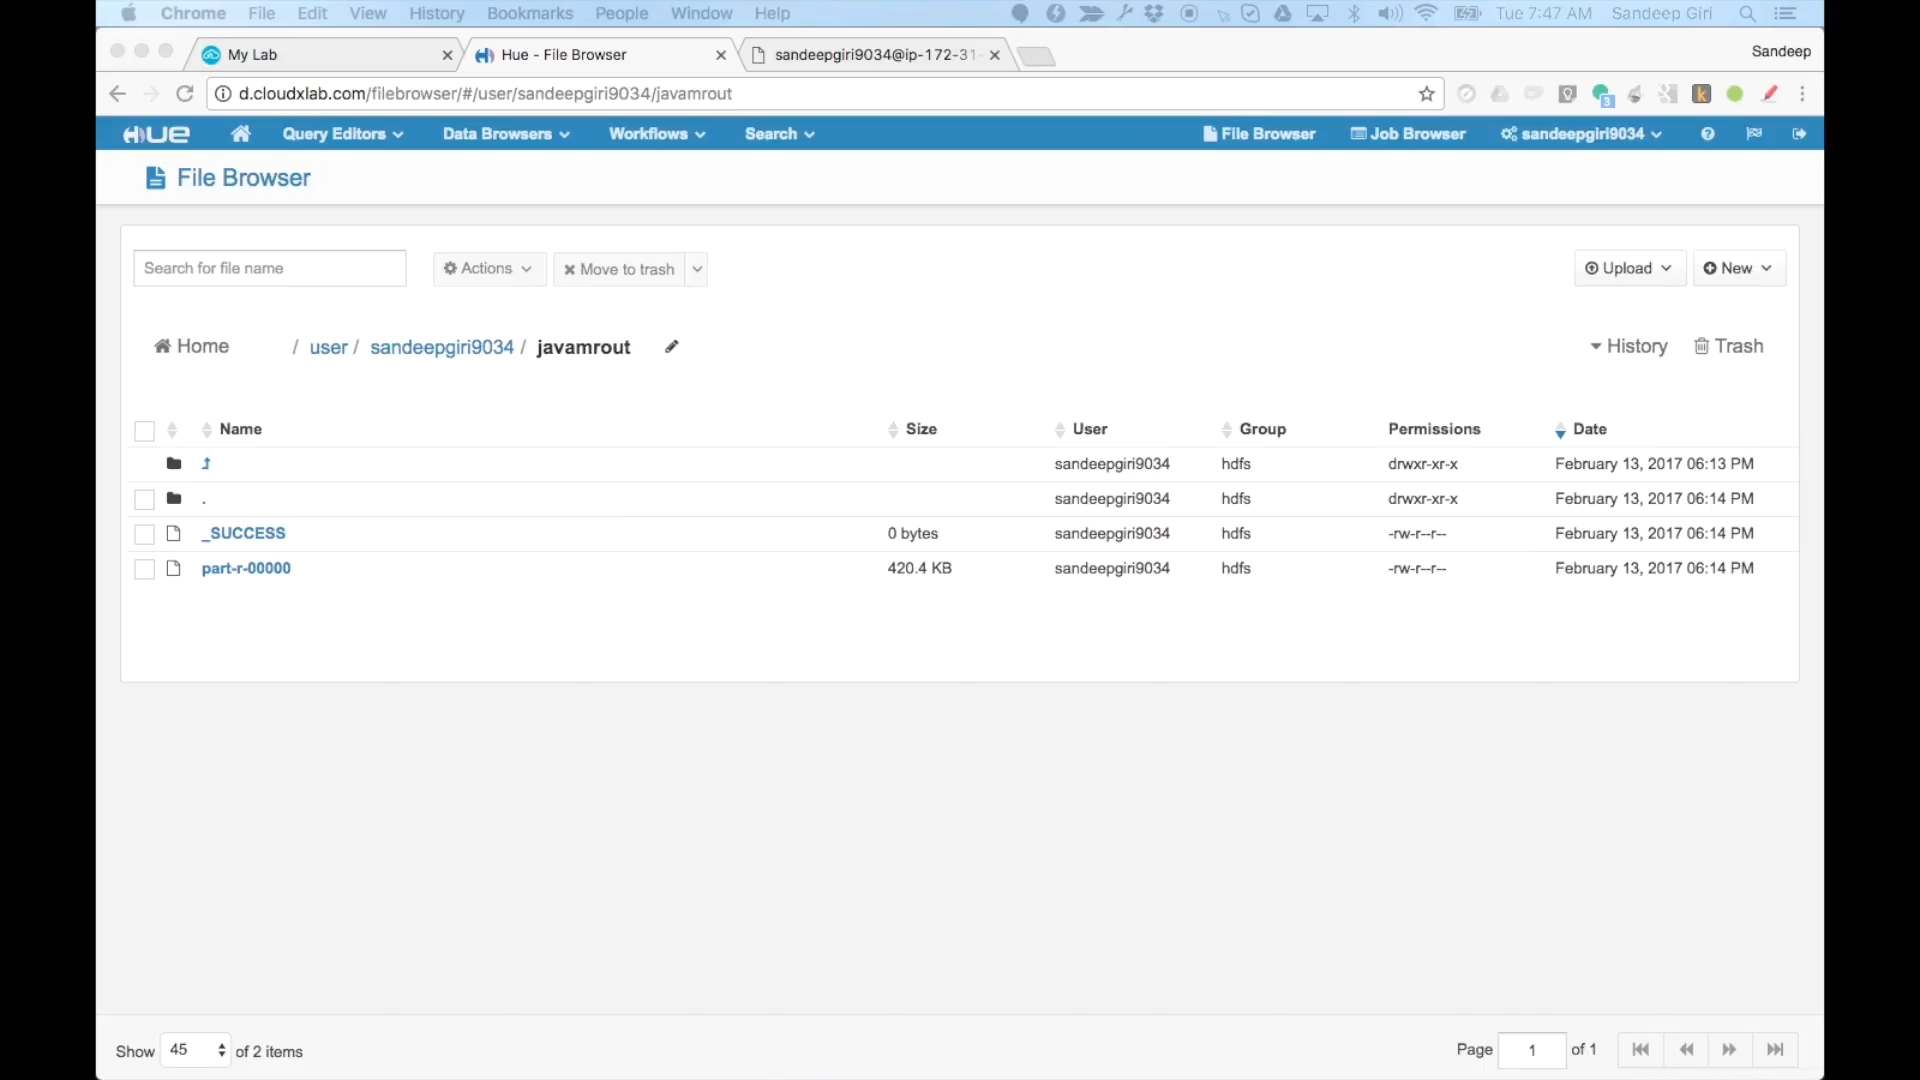 Chrome File Edit View History Bookmarks People Window Help Tue 7:47 AM Sandeep Giri
My Lab Hue - File Browser sandeepgiri9034@ip-172-31- Sandeep
d.cloudxlab.com/filebrowser/#/user/sandeepgiri9034/javamrout 3 k
HUE Query Editors Data Browsers Workflows Search File Browser Job Browser sandeepgiri9034
File Browser
Search for file name Actions Move to trash Upload New
Home / user / sandeepgiri9034 / javamrout History Trash
Name Size User Group Permissions Date
sandeepgiri9034 hdfs drwxr-xr-x February 13, 2017 06:13 PM
. sandeepgiri9034 hdfs drwxr-xr-x February 13, 2017 06:14 PM
_SUCCESS 0 bytes sandeepgiri9034 hdfs -rw-r--r-- February 13, 2017 06:14 PM
part-r-00000 420.4 KB sandeepgiri9034 hdfs -rw-r--r-- February 13, 2017 06:14 PM
Show 45 of 2 items Page 1 of 1